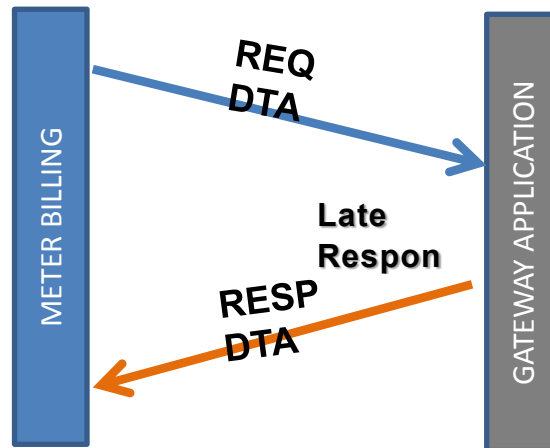 METER BILLING
REQ
DTA
Late
Respon
RESP
DTA
GATEWAY APPLICATION